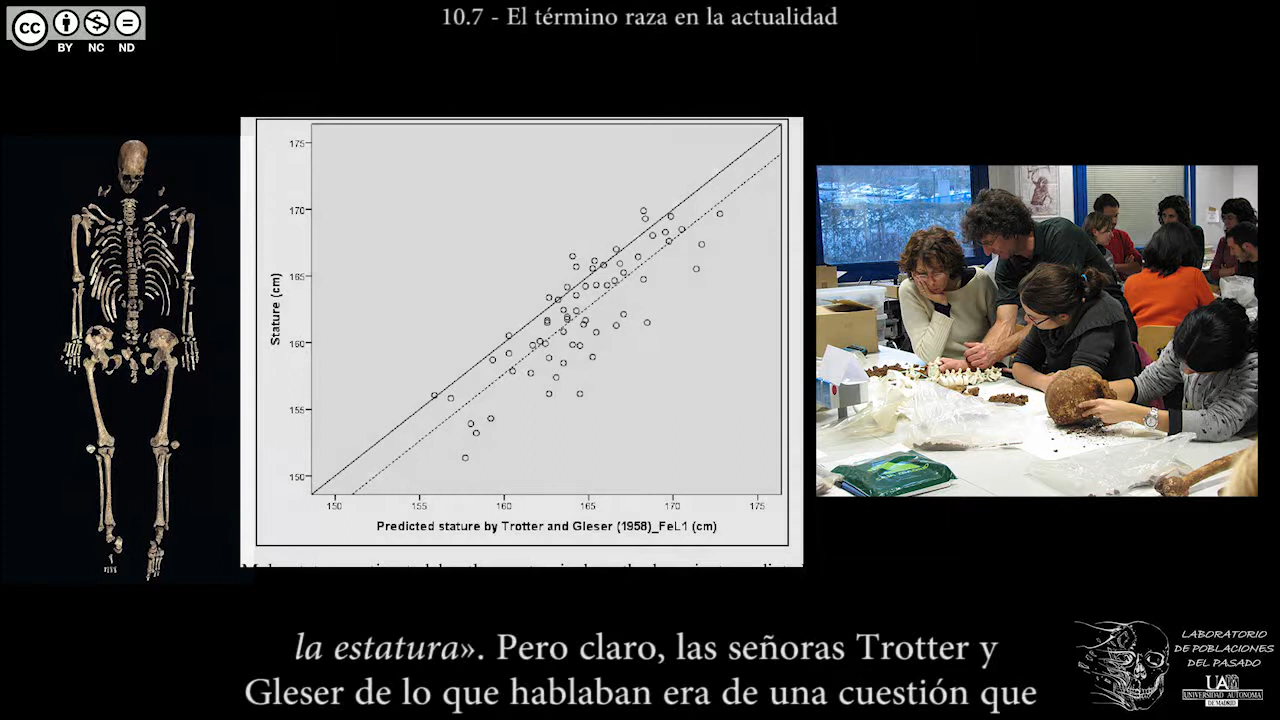 10.7 - El término raza en la actualidad
cc
BY NC ND
175
170
165
160
155
150
Stature (cm)
150 155 160 165 170 175
Predicted stature by Trotter and Gleser (1958)_FeL1 (cm)
la estatura». Pero claro, las señoras Trotter y
Gleser de lo que hablaban era de una cuestión que
LABORATORIO
DE POBLACIONES
DEL PASADO
UAM
UNIVERSIDAD AUTONOMA
DE MADRID